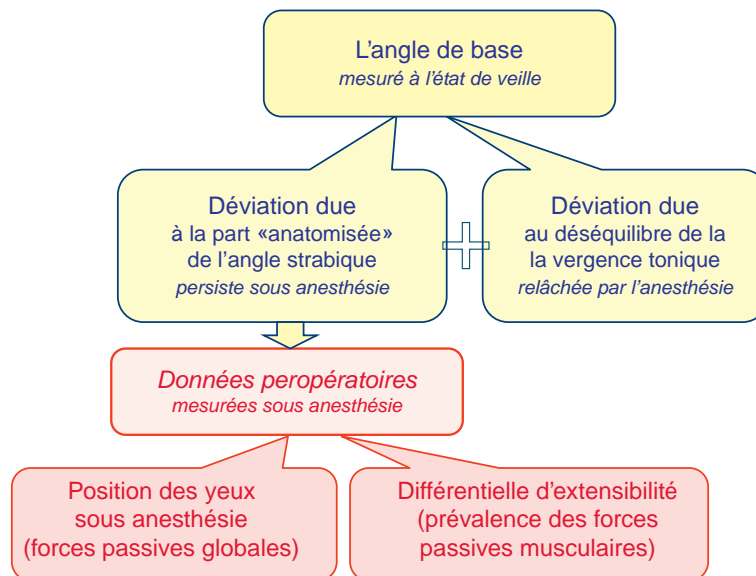 L’angle de base
mesuré à l’état de veille
Déviation due
à la part «anatomisée»
de l’angle strabique
persiste sous anesthésie
Déviation due
au déséquilibre de la
la vergence tonique
relâchée par l’anesthésie
Données peropératoires
mesurées sous anesthésie
Position des yeux
sous anesthésie
(forces passives globales)
Différentielle d’extensibilité
(prévalence des forces
passives musculaires)